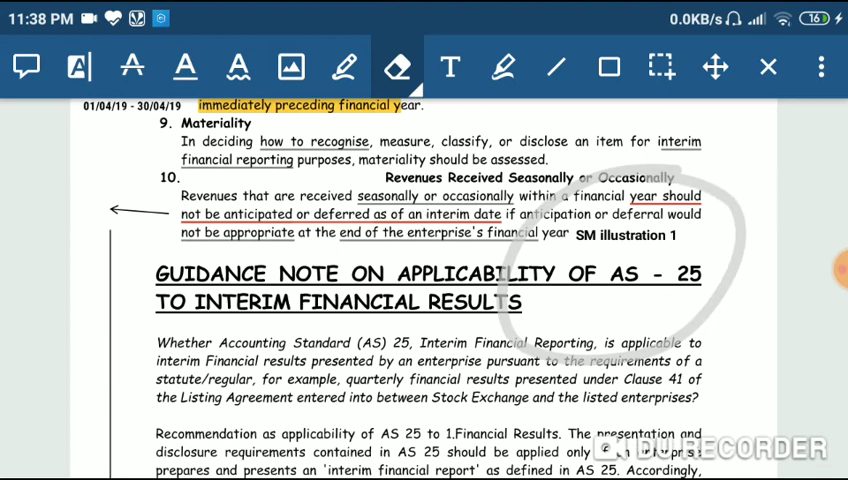 11:38 PM
0.0KB/s
16
A
A
A
A
T
01/04/19 - 30/04/19 immediately preceding financial year.
9. Materiality
In deciding how to recognise, measure, classify, or disclose an item for interim
financial reporting purposes, materiality should be assessed.
10. Revenues Received Seasonally or Occasionally
Revenues that are received seasonally or occasionally within a financial year should
not be anticipated or deferred as of an interim date if anticipation or deferral would
not be appropriate at the end of the enterprise's financial year SM illustration 1
GUIDANCE NOTE ON APPLICABILITY OF AS - 25
TO INTERIM FINANCIAL RESULTS
Whether Accounting Standard (AS) 25, Interim Financial Reporting, is applicable to
interim Financial results presented by an enterprise pursuant to the requirements of a
statute/regular, for example, quarterly financial results presented under Clause 41 of
the Listing Agreement entered into between Stock Exchange and the listed enterprises?
Recommendation as applicability of AS 25 to 1.Financial Results. The presentation and
disclosure requirements contained in AS 25 should be applied only if an enterprise
prepares and presents an 'interim financial report' as defined in AS 25. Accordingly,
DU RECORDER